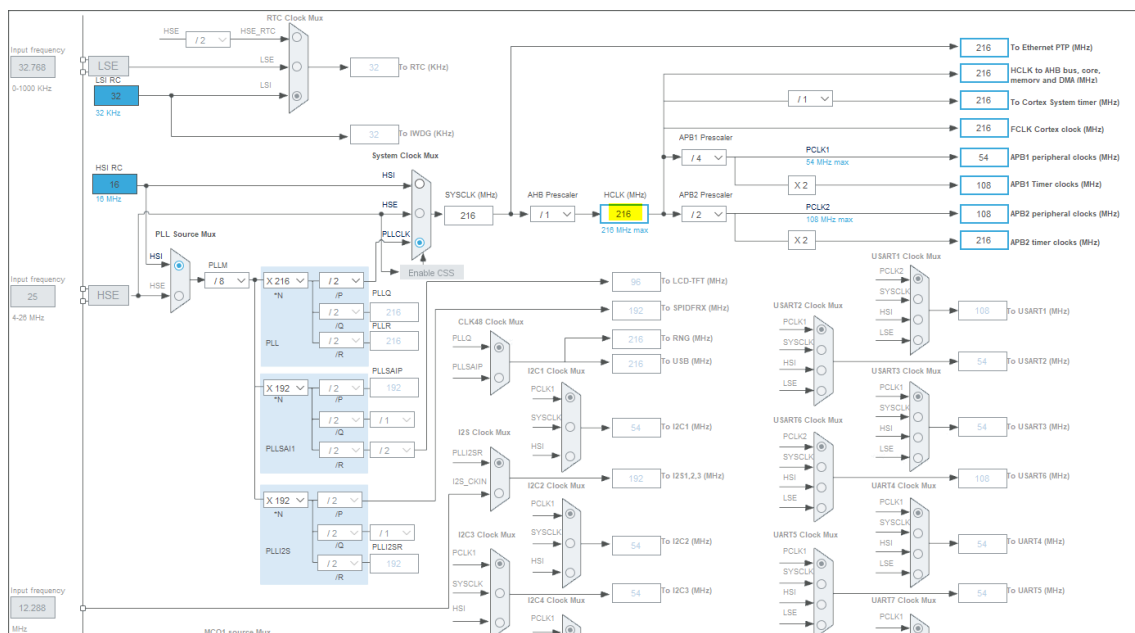 RTC Clock Mux
HSE
/ 2
HSE_RTC
Input frequency
32.768
0-1000 KHz
LSE
LSE
32
To RTC (KHz)
LSI RC
32
32 KHz
LSI
32
To IWDG (KHz)
216
To Ethernet PTP (MHz)
216
HCLK to AHB bus, core,
memory and DMA (MHz)
/ 1
216
To Cortex System timer (MHz)
216
FCLK Cortex clock (MHz)
System Clock Mux
HSI RC
16
16 MHz
HSI
HSE
PLLCLK
SYSCLK (MHz)
216
AHB Prescaler
/ 1
HCLK (MHz)
216
216 MHz max
APB1 Prescaler
/ 4
PCLK1
54 MHz max
54
APB1 peripheral clocks (MHz)
X 2
108
APB1 Timer clocks (MHz)
APB2 Prescaler
/ 2
PCLK2
108 MHz max
108
APB2 peripheral clocks (MHz)
X 2
216
APB2 timer clocks (MHz)
Enable CSS
PLL Source Mux
HSI
HSE
Input frequency
25
4-26 MHz
HSE
PLLM
/ 8
X 216
*N
/ 2
/P
PLLQ
/ 2
216
/Q
PLLR
/ 2
216
/R
PLL
X 192
*N
/ 2
/P
PLLSAIP
192
/ 2
/Q
/ 1
/ 2
/R
/ 2
PLLSAI1
X 192
*N
/ 2
/P
/ 2
/Q
/ 1
PLLI2SR
/ 2
192
/R
PLLI2S
Input frequency
12.288
MHz
96
To LCD-TFT (MHz)
192
To SPIDFRX (MHz)
CLK48 Clock Mux
PLLQ
PLLSAIP
216
To RNG (MHz)
216
To USB (MHz)
I2C1 Clock Mux
PCLK1
SYSCLK
HSI
54
To I2C1 (MHz)
I2S Clock Mux
PLLI2SR
I2S_CKIN
192
To I2S1,2,3 (MHz)
I2C2 Clock Mux
PCLK1
SYSCLK
HSI
54
To I2C2 (MHz)
I2C3 Clock Mux
PCLK1
SYSCLK
HSI
54
To I2C3 (MHz)
I2C4 Clock Mux
PCLK1
MCO1 source Mux
USART1 Clock Mux
PCLK2
SYSCLK
HSI
LSE
108
To USART1 (MHz)
USART2 Clock Mux
PCLK1
SYSCLK
HSI
LSE
54
To USART2 (MHz)
USART3 Clock Mux
PCLK1
SYSCLK
HSI
LSE
54
To USART3 (MHz)
USART6 Clock Mux
PCLK2
SYSCLK
HSI
LSE
108
To USART6 (MHz)
UART4 Clock Mux
PCLK1
SYSCLK
HSI
LSE
54
To UART4 (MHz)
UART5 Clock Mux
PCLK1
SYSCLK
HSI
LSE
54
To UART5 (MHz)
UART7 Clock Mux
PCLK1